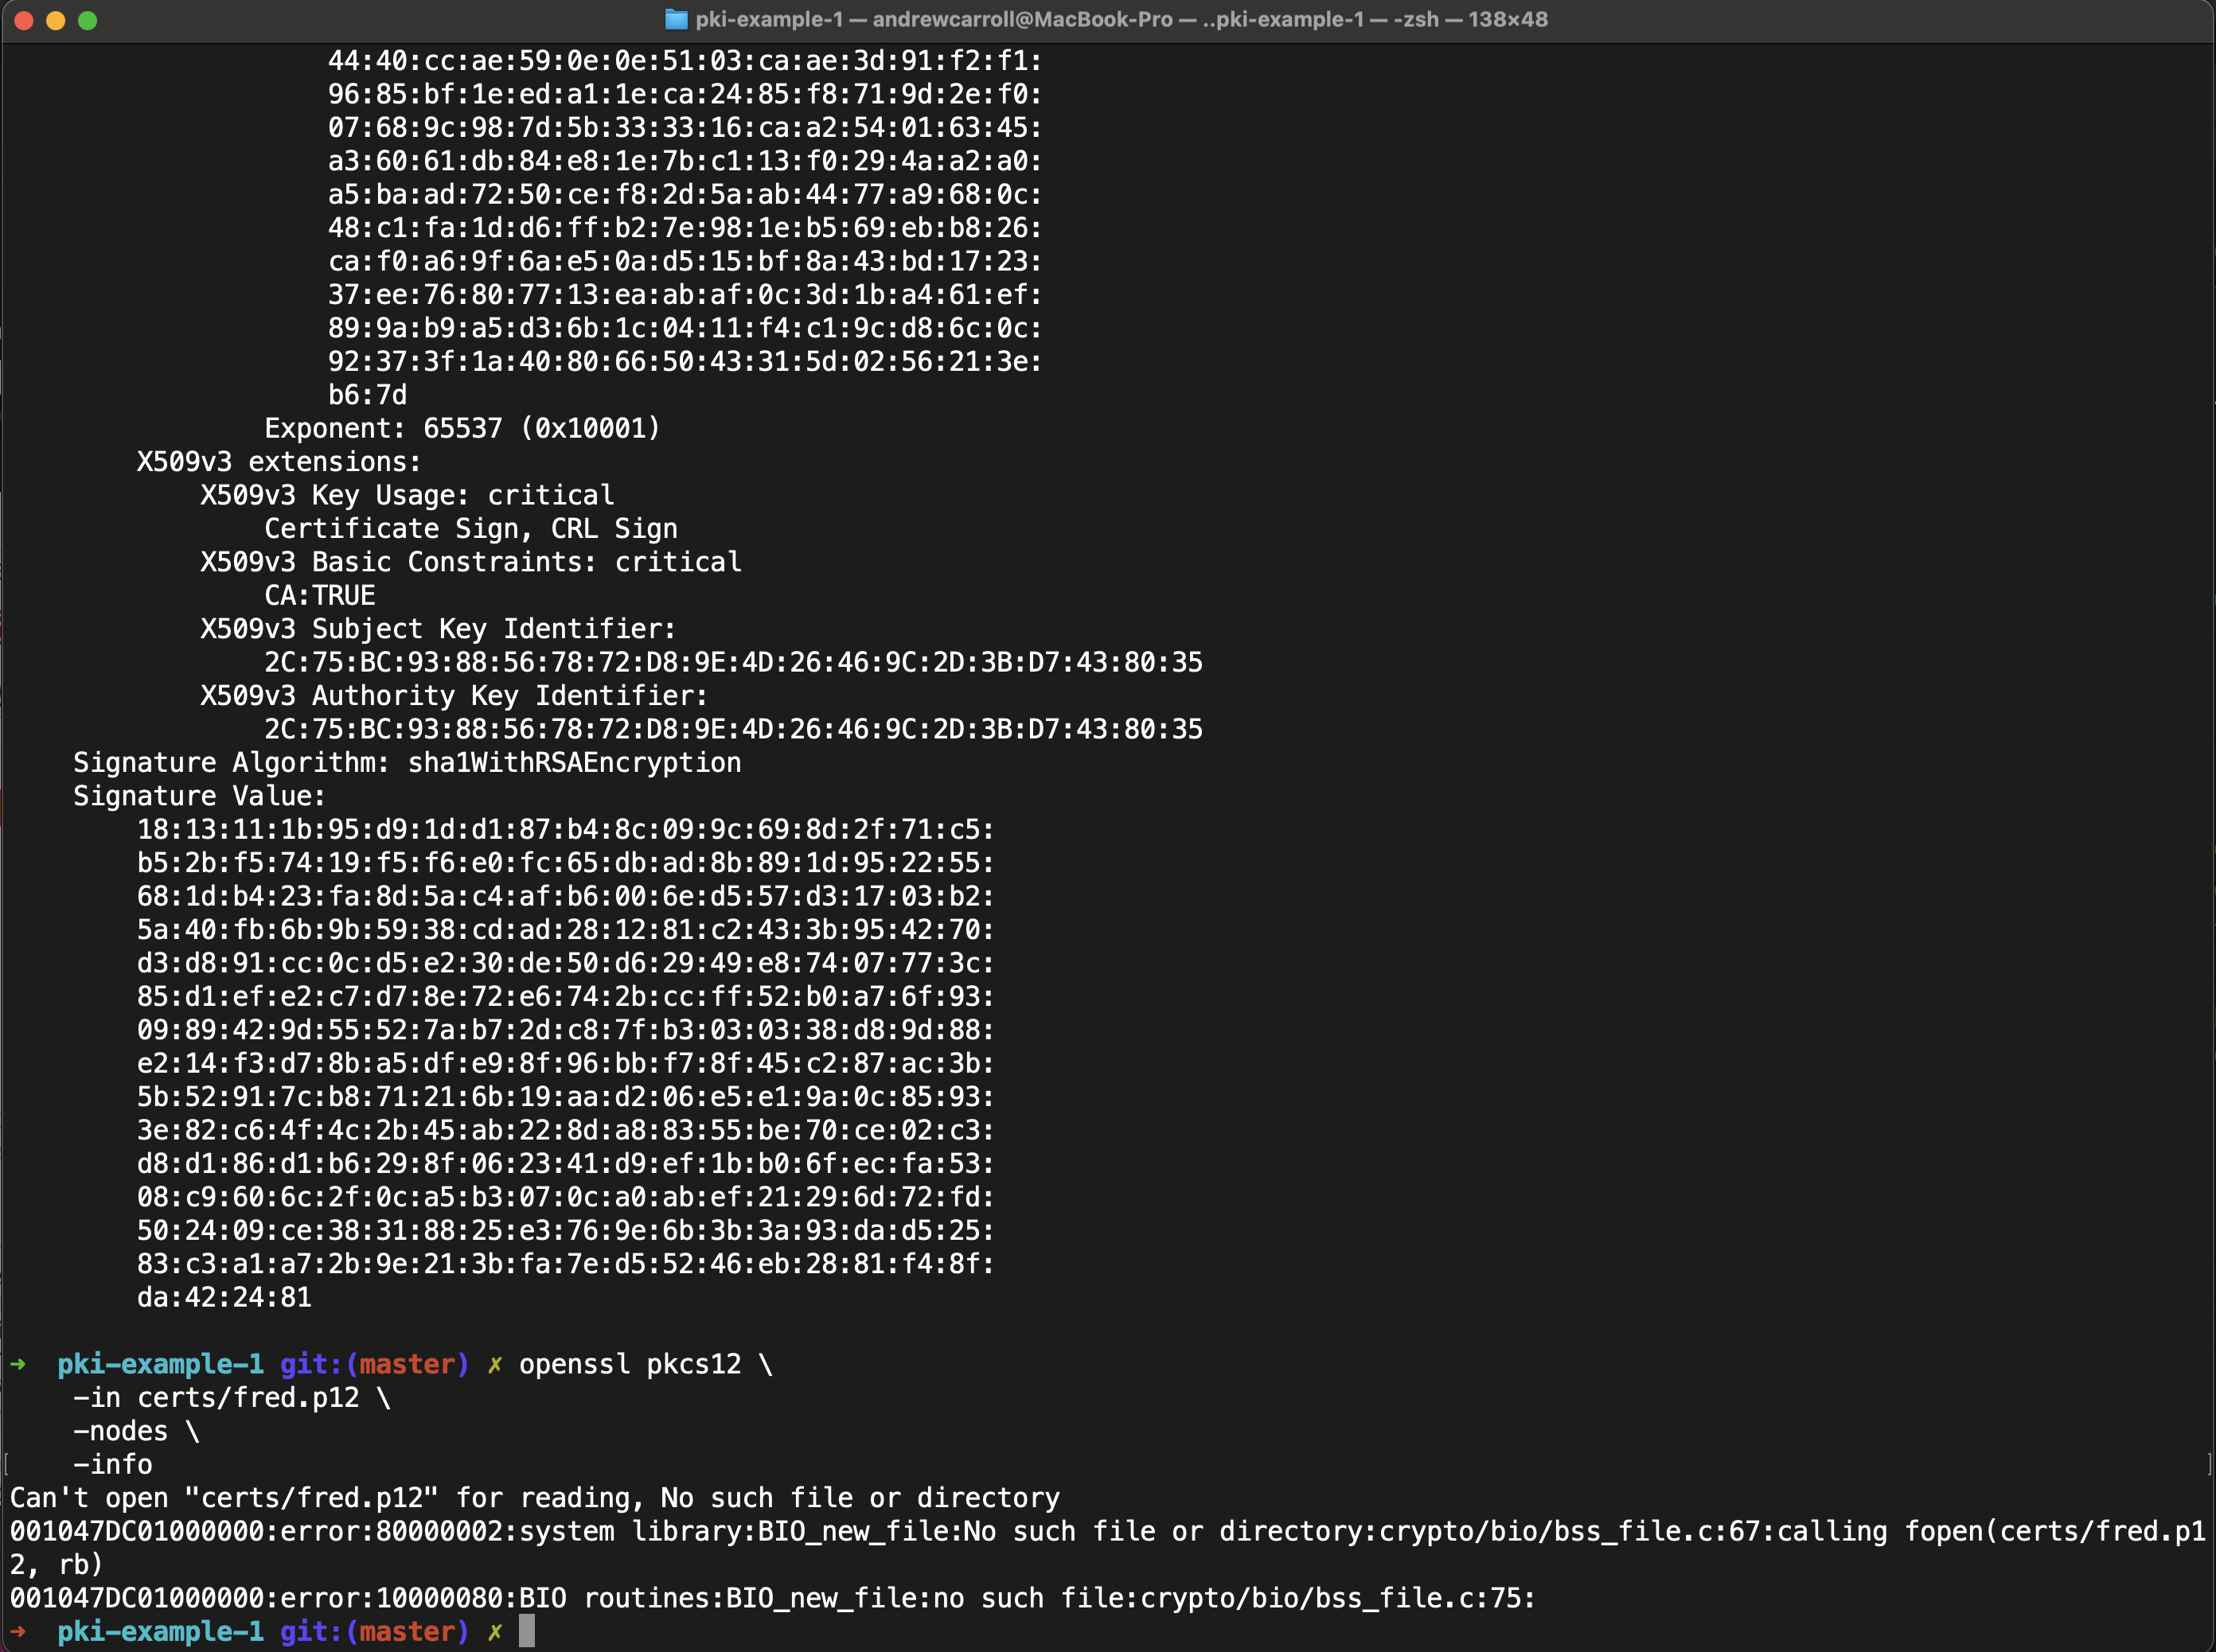 pki-example-1 — andrewcarroll@MacBook-Pro — ..pki-example-1 — -zsh — 138×48
44:40:cc:ae:59:0e:0e:51:03:ca:ae:3d:91:f2:f1:
96:85:bf:1e:ed:a1:1e:ca:24:85:f8:71:9d:2e:f0:
07:68:9c:98:7d:5b:33:33:16:ca:a2:54:01:63:45:
a3:60:61:db:84:e8:1e:7b:c1:13:f0:29:4a:a2:a0:
a5:ba:ad:72:50:ce:f8:2d:5a:ab:44:77:a9:68:0c:
48:c1:fa:1d:d6:ff:b2:7e:98:1e:b5:69:eb:b8:26:
ca:f0:a6:9f:6a:e5:0a:d5:15:bf:8a:43:bd:17:23:
37:ee:76:80:77:13:ea:ab:af:0c:3d:1b:a4:61:ef:
89:9a:b9:a5:d3:6b:1c:04:11:f4:c1:9c:d8:6c:0c:
92:37:3f:1a:40:80:66:50:43:31:5d:02:56:21:3e:
b6:7d
Exponent: 65537 (0x10001)
X509v3 extensions:
X509v3 Key Usage: critical
Certificate Sign, CRL Sign
X509v3 Basic Constraints: critical
CA:TRUE
X509v3 Subject Key Identifier:
2C:75:BC:93:88:56:78:72:D8:9E:4D:26:46:9C:2D:3B:D7:43:80:35
X509v3 Authority Key Identifier:
2C:75:BC:93:88:56:78:72:D8:9E:4D:26:46:9C:2D:3B:D7:43:80:35
Signature Algorithm: sha1WithRSAEncryption
Signature Value:
18:13:11:1b:95:d9:1d:d1:87:b4:8c:09:9c:69:8d:2f:71:c5:
b5:2b:f5:74:19:f5:f6:e0:fc:65:db:ad:8b:89:1d:95:22:55:
68:1d:b4:23:fa:8d:5a:c4:af:b6:00:6e:d5:57:d3:17:03:b2:
5a:40:fb:6b:9b:59:38:cd:ad:28:12:81:c2:43:3b:95:42:70:
d3:d8:91:cc:0c:d5:e2:30:de:50:d6:29:49:e8:74:07:77:3c:
85:d1:ef:e2:c7:d7:8e:72:e6:74:2b:cc:ff:52:b0:a7:6f:93:
09:89:42:9d:55:52:7a:b7:2d:c8:7f:b3:03:03:38:d8:9d:88:
e2:14:f3:d7:8b:a5:df:e9:8f:96:bb:f7:8f:45:c2:87:ac:3b:
5b:52:91:7c:b8:71:21:6b:19:aa:d2:06:e5:e1:9a:0c:85:93:
3e:82:c6:4f:4c:2b:45:ab:22:8d:a8:83:55:be:70:ce:02:c3:
d8:d1:86:d1:b6:29:8f:06:23:41:d9:ef:1b:b0:6f:ec:fa:53:
08:c9:60:6c:2f:0c:a5:b3:07:0c:a0:ab:ef:21:29:6d:72:fd:
50:24:09:ce:38:31:88:25:e3:76:9e:6b:3b:3a:93:da:d5:25:
83:c3:a1:a7:2b:9e:21:3b:fa:7e:d5:52:46:eb:28:81:f4:8f:
da:42:24:81
➜ pki-example-1 git:(master) ✗ openssl pkcs12 \
-in certs/fred.p12 \
-nodes \
[ -info ]
Can't open "certs/fred.p12" for reading, No such file or directory
001047DC01000000:error:80000002:system library:BIO_new_file:No such file or directory:crypto/bio/bss_file.c:67:calling fopen(certs/fred.p1
2, rb)
001047DC01000000:error:10000080:BIO routines:BIO_new_file:no such file:crypto/bio/bss_file.c:75:
➜ pki-example-1 git:(master) ✗